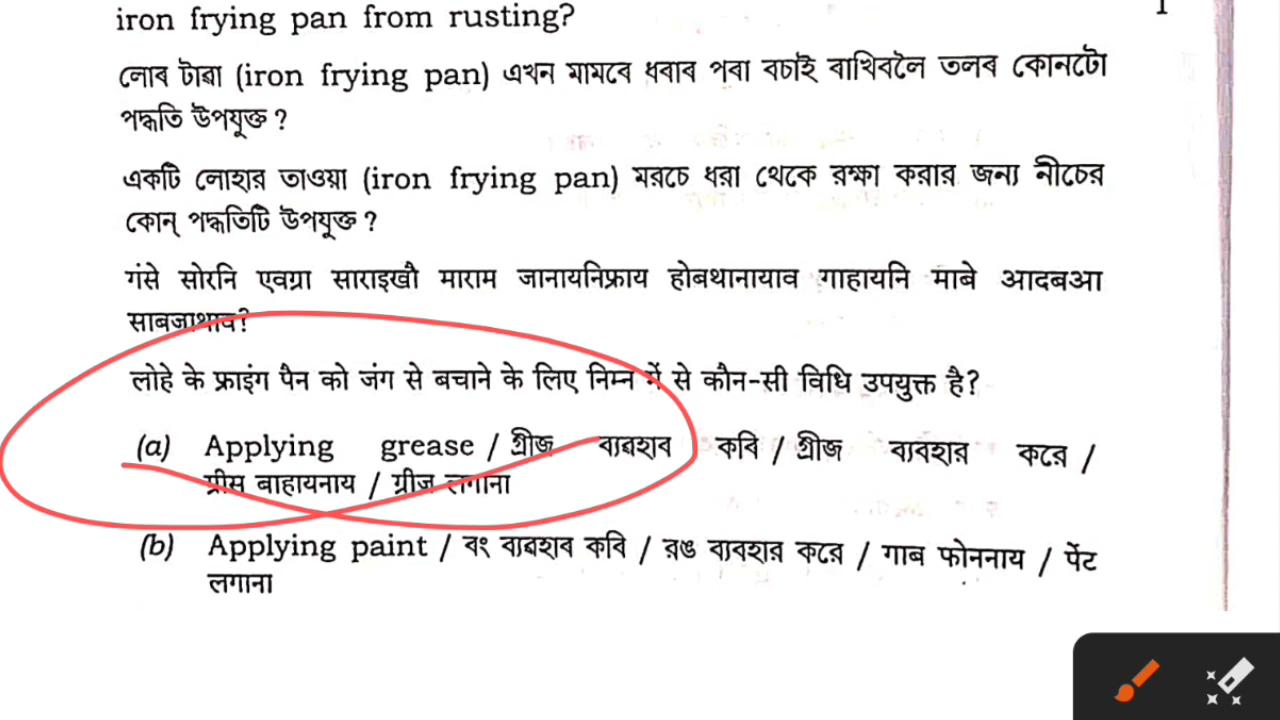 iron frying pan from rusting?
1
লোৰ টাৱা (iron frying pan) এখন মামৰে ধৰাৰ পৰা বচাই ৰাখিবলৈ তলৰ কোনটো
পদ্ধতি উপযুক্ত ?
একটি লোহার তাওয়া (iron frying pan) মরচে ধরা থেকে রক্ষা করার জন্য নীচের
কোন্ পদ্ধতিটি উপযুক্ত ?
गंसे सोरनि एवग्रा साराइखौ माराम जानायनिफ्राय होबथानायाव गाहायनि माबे आदबआ
साबजाथाव?
लोहे के फ्राइंग पैन को जंग से बचाने के लिए निम्न में से कौन-सी विधि उपयुक्त है?
(a) Applying grease / গ্ৰীজ ব্যৱহাৰ কৰি / গ্রীজ ব্যবহার করে /
ग्रीस बाहायनाय / ग्रीज लगाना
(b) Applying paint / ৰং ব্যৱহাৰ কৰি / রঙ ব্যবহার করে / गाब फोननाय / पेंट
लगाना